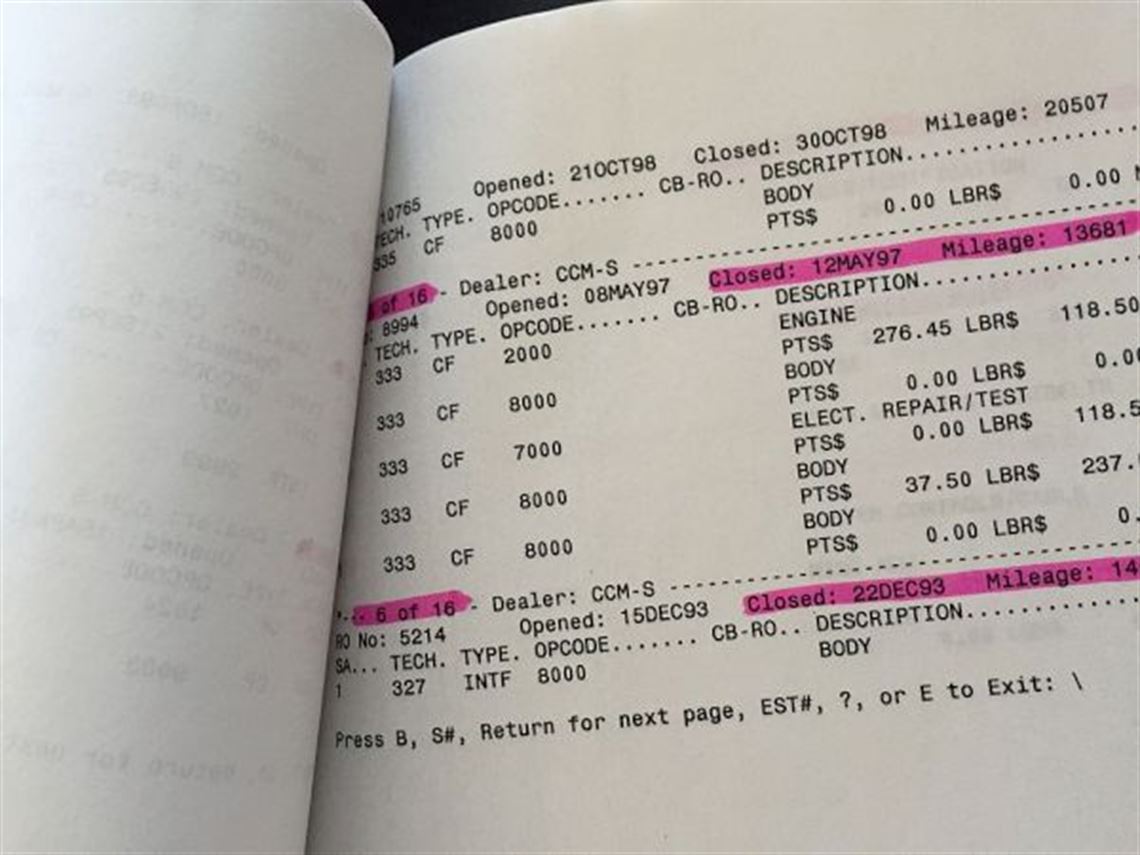 10765 Opened: 21OCT98 Closed: 30OCT98 Mileage: 20507
TECH. TYPE. OPCODE....... CB-RO.. DESCRIPTION...............
335 CF 8000 BODY
PTS$ 0.00 LBR$ 0.00
of 16 - Dealer: CCM-S ----------------------------------------
8994 Opened: 08MAY97 Closed: 12MAY97 Mileage: 13681
TECH. TYPE. OPCODE....... CB-RO.. DESCRIPTION...............
333 CF 2000 ENGINE
PTS$ 276.45 LBR$ 118.50
333 CF 8000 BODY
PTS$ 0.00 LBR$ 0.00
333 CF 7000 ELECT. REPAIR/TEST
PTS$ 0.00 LBR$ 118.5
333 CF 8000 BODY
PTS$ 37.50 LBR$ 237.
333 CF 8000 BODY
PTS$ 0.00 LBR$ 0.
--- 6 of 16 - Dealer: CCM-S ----------------------------------------
RO No: 5214 Opened: 15DEC93 Closed: 22DEC93 Mileage: 14
SA... TECH. TYPE. OPCODE....... CB-RO.. DESCRIPTION...............
1 327 INTF 8000 BODY
Press B, S#, Return for next page, EST#, ?, or E to Exit: \